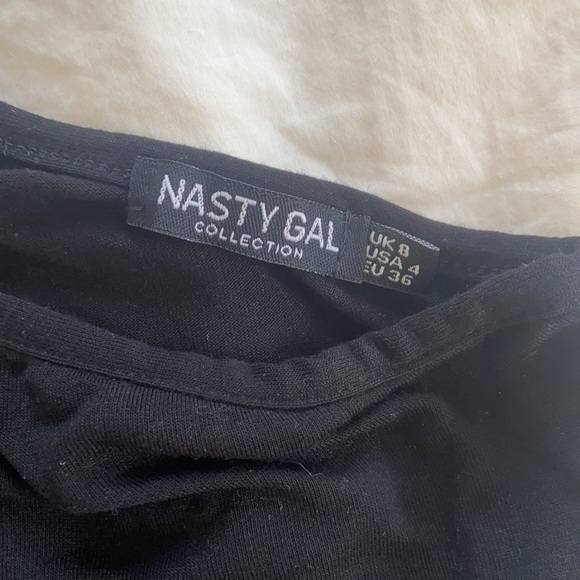 NASTY GAL
COLLECTION
UK 8
USA 4
EU 36